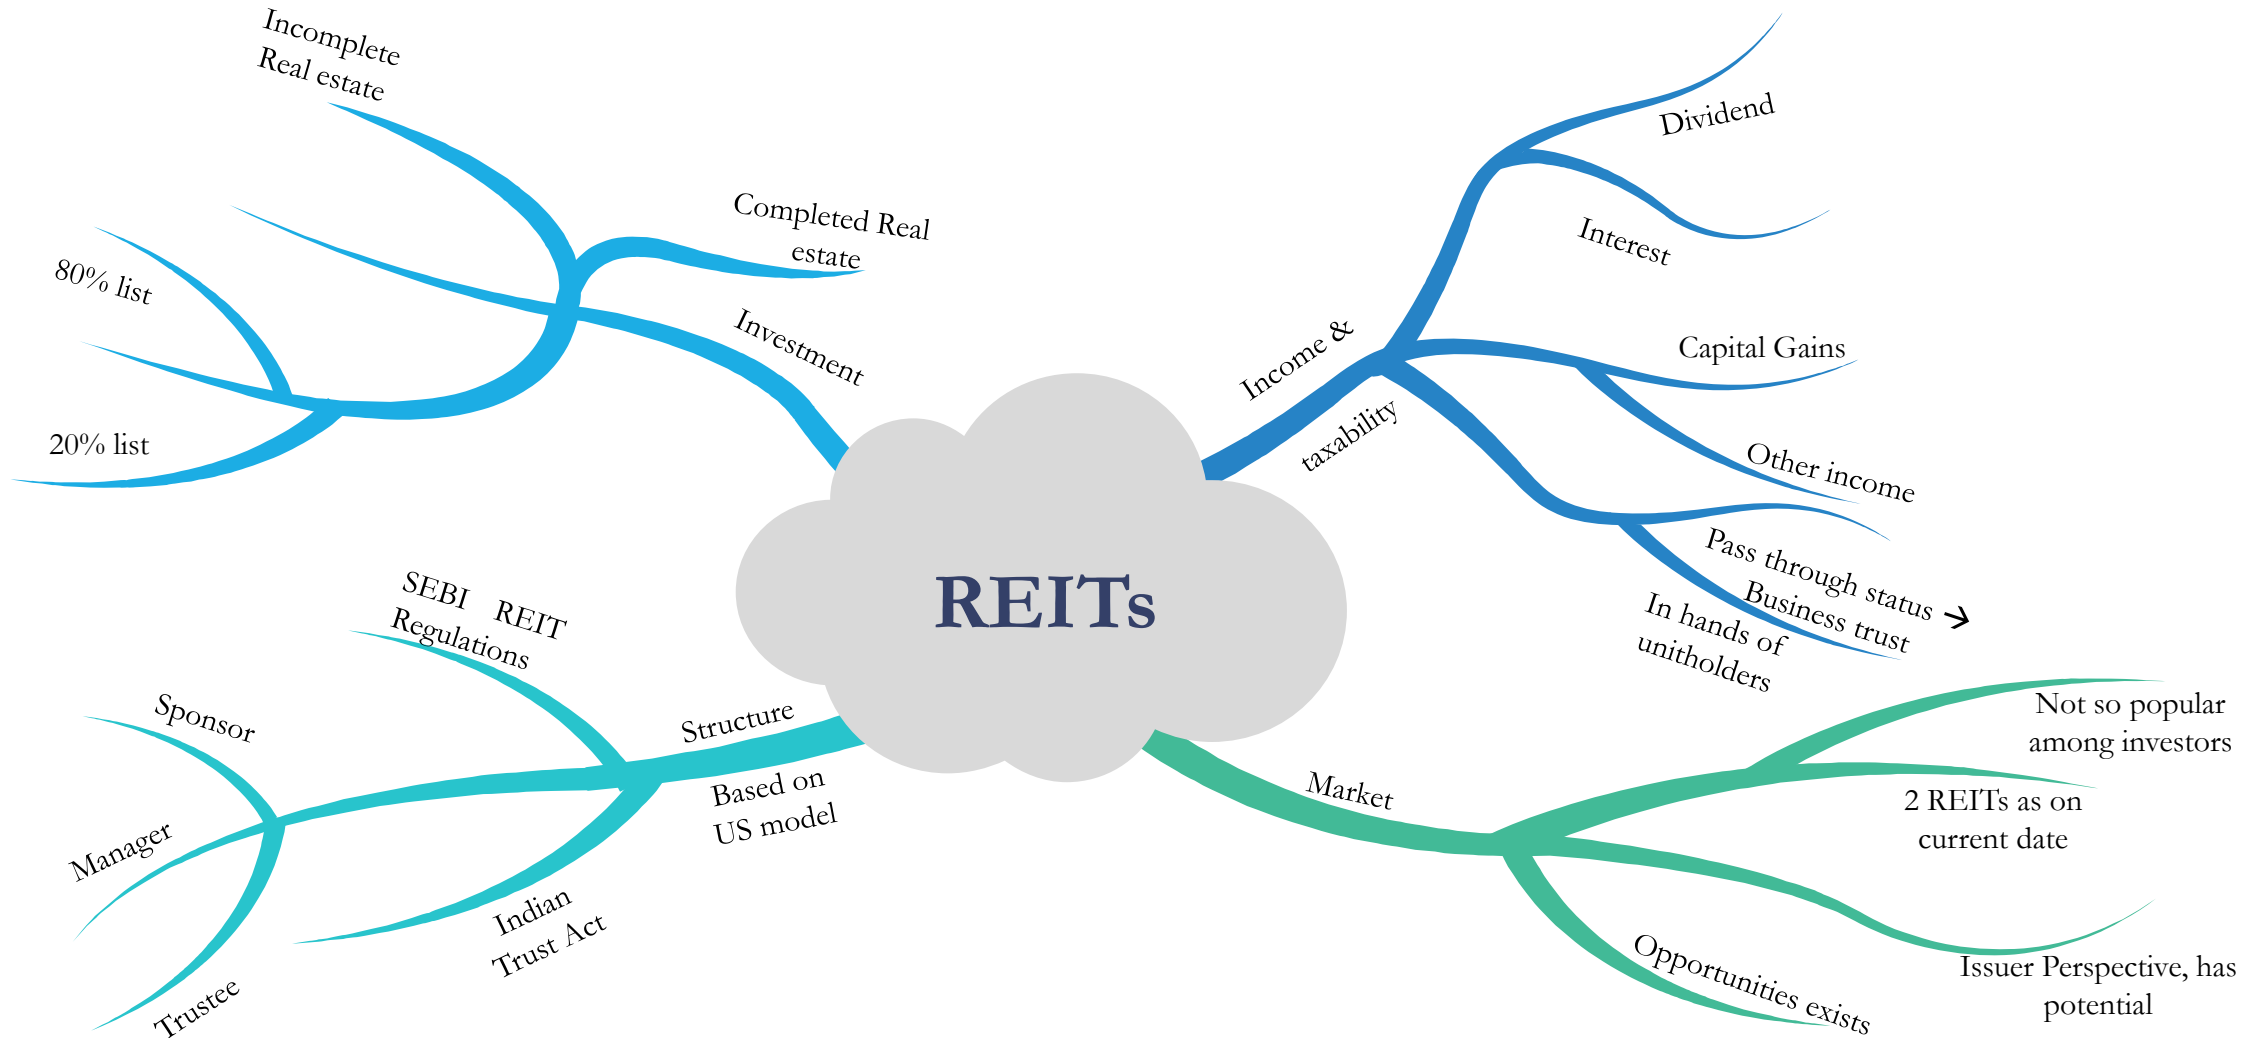 Incomplete
Real estate
Completed Real
estate
80% list
20% list
Investment
Income &
taxability
Dividend
Interest
Capital Gains
Other income
Pass through status →
Business trust
In hands of
unitholders
REITs
SEBI REIT
Regulations
Structure
Based on
US model
Sponsor
Manager
Trustee
Indian
Trust Act
Market
Not so popular
among investors
2 REITs as on
current date
Issuer Perspective, has
potential
Opportunities exists